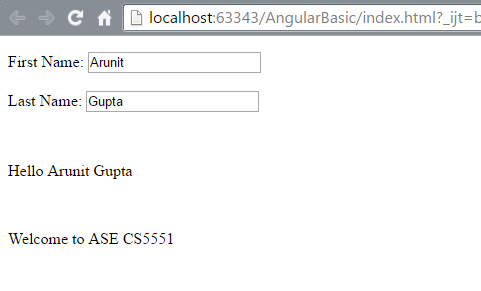 localhost:63343/AngularBasic/index.html?_ijt=b
First Name: Arunit
Last Name: Gupta
Hello Arunit Gupta
Welcome to ASE CS5551